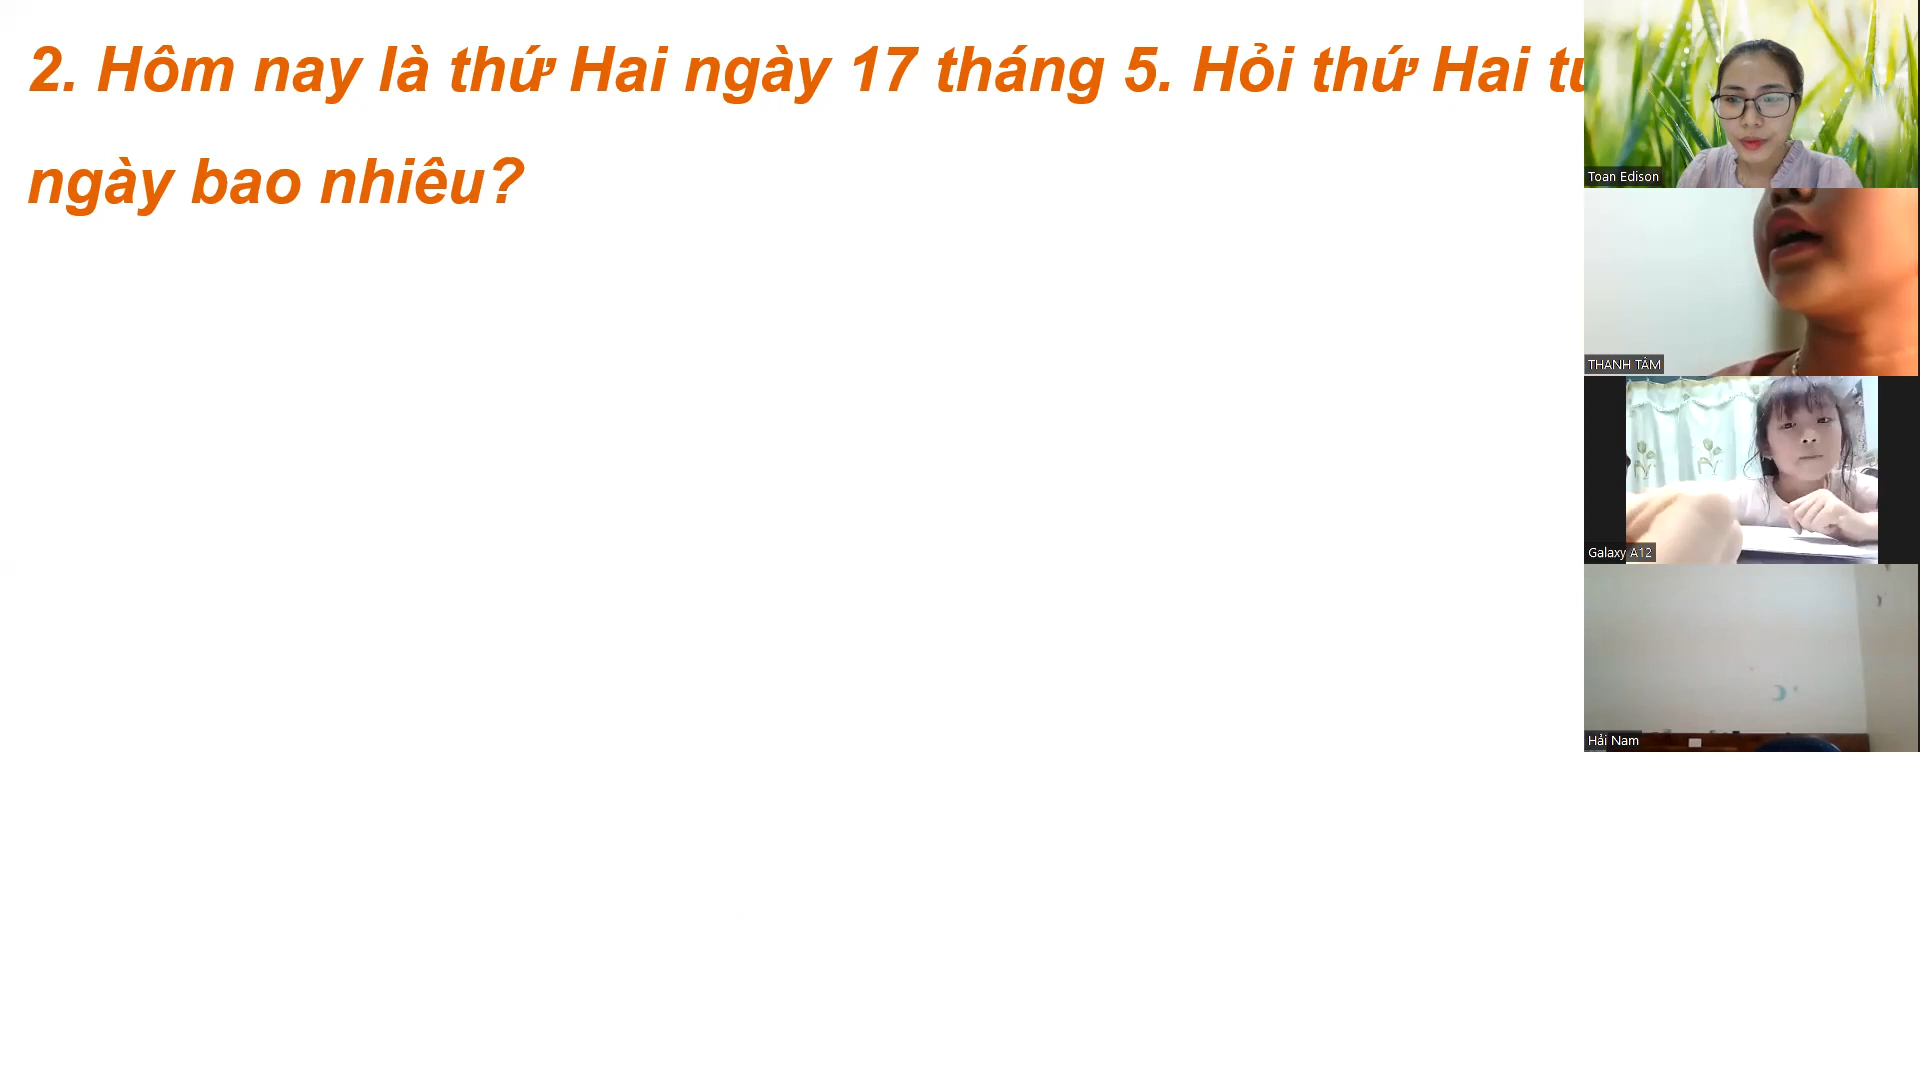 2. Hôm nay là thứ Hai ngày 17 tháng 5. Hỏi thứ Hai
ngày bao nhiêu?
Toan Edison
THANH TÂM
Galaxy A12
Hải Nam